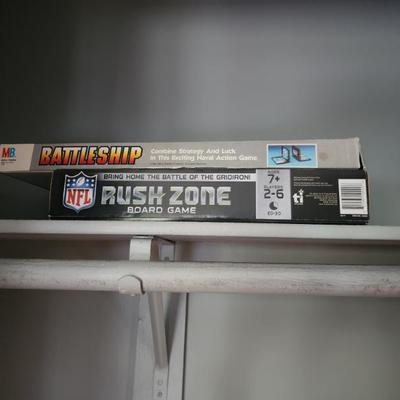 MB
BATTLESHIP
Combine Strategy And Luck
In This Exciting Naval Action Game
BRING HOME THE BATTLE OF THE GRIDIRON!
NFL
RUSH ZONE
BOARD GAME
AGES
7+
PLAYERS
2-6